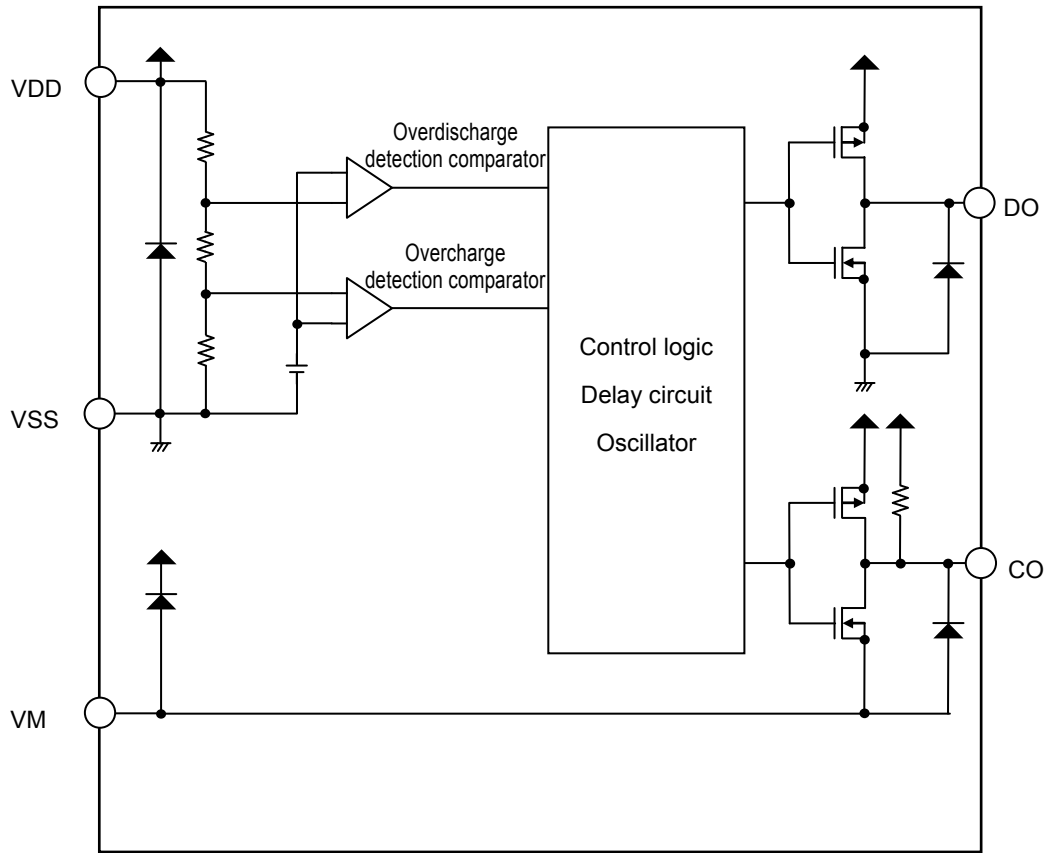 VDD
Overdischarge
detection comparator
DO
Overcharge
detection comparator
Control logic
Delay circuit
Oscillator
VSS
CO
VM